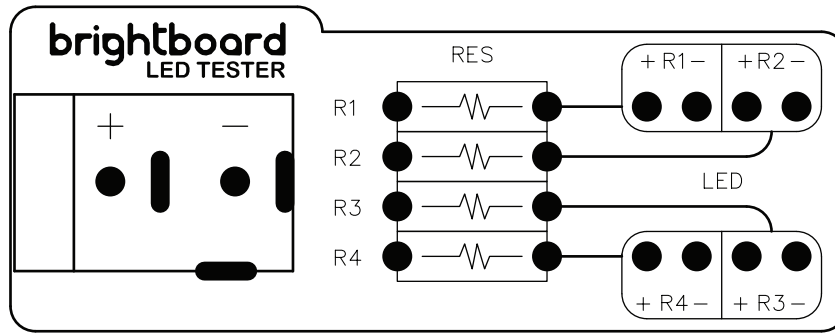 brightboard
LED TESTER
RES
+ R1 -
+ R2 -
+
-
R1
R2
R3
R4
LED
+ R4 -
+ R3 -